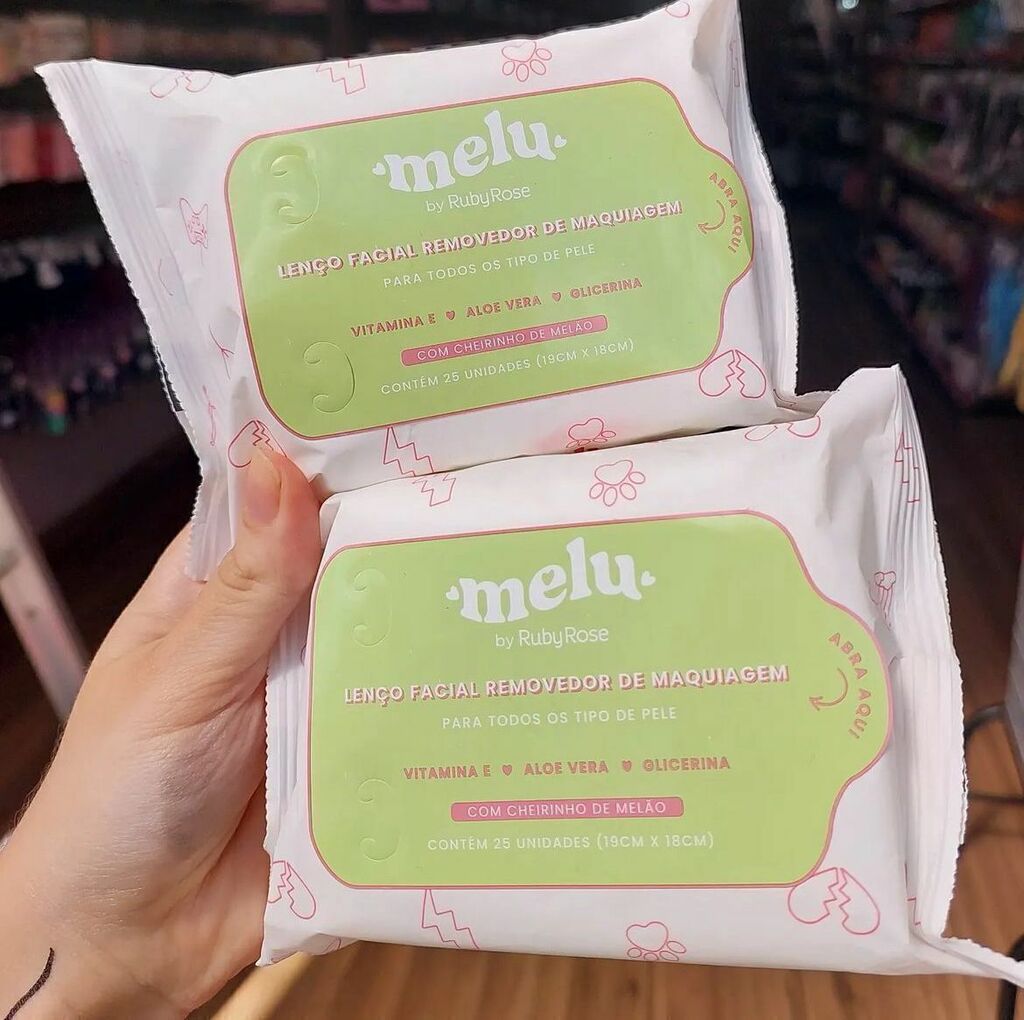 melu
by RubyRose
LENÇO FACIAL REMOVEDOR DE MAQUIAGEM
PARA TODOS OS TIPO DE PELE
VITAMINA E ALOE VERA GLICERINA
COM CHEIRINHO DE MELÃO
CONTÉM 25 UNIDADES (19CM X 18CM)
ABRA AQUI
melu
by RubyRose
LENÇO FACIAL REMOVEDOR DE MAQUIAGEM
PARA TODOS OS TIPO DE PELE
VITAMINA E ALOE VERA GLICERINA
COM CHEIRINHO DE MELÃO
CONTÉM 25 UNIDADES (19CM X 18CM)
ABRA AQUI